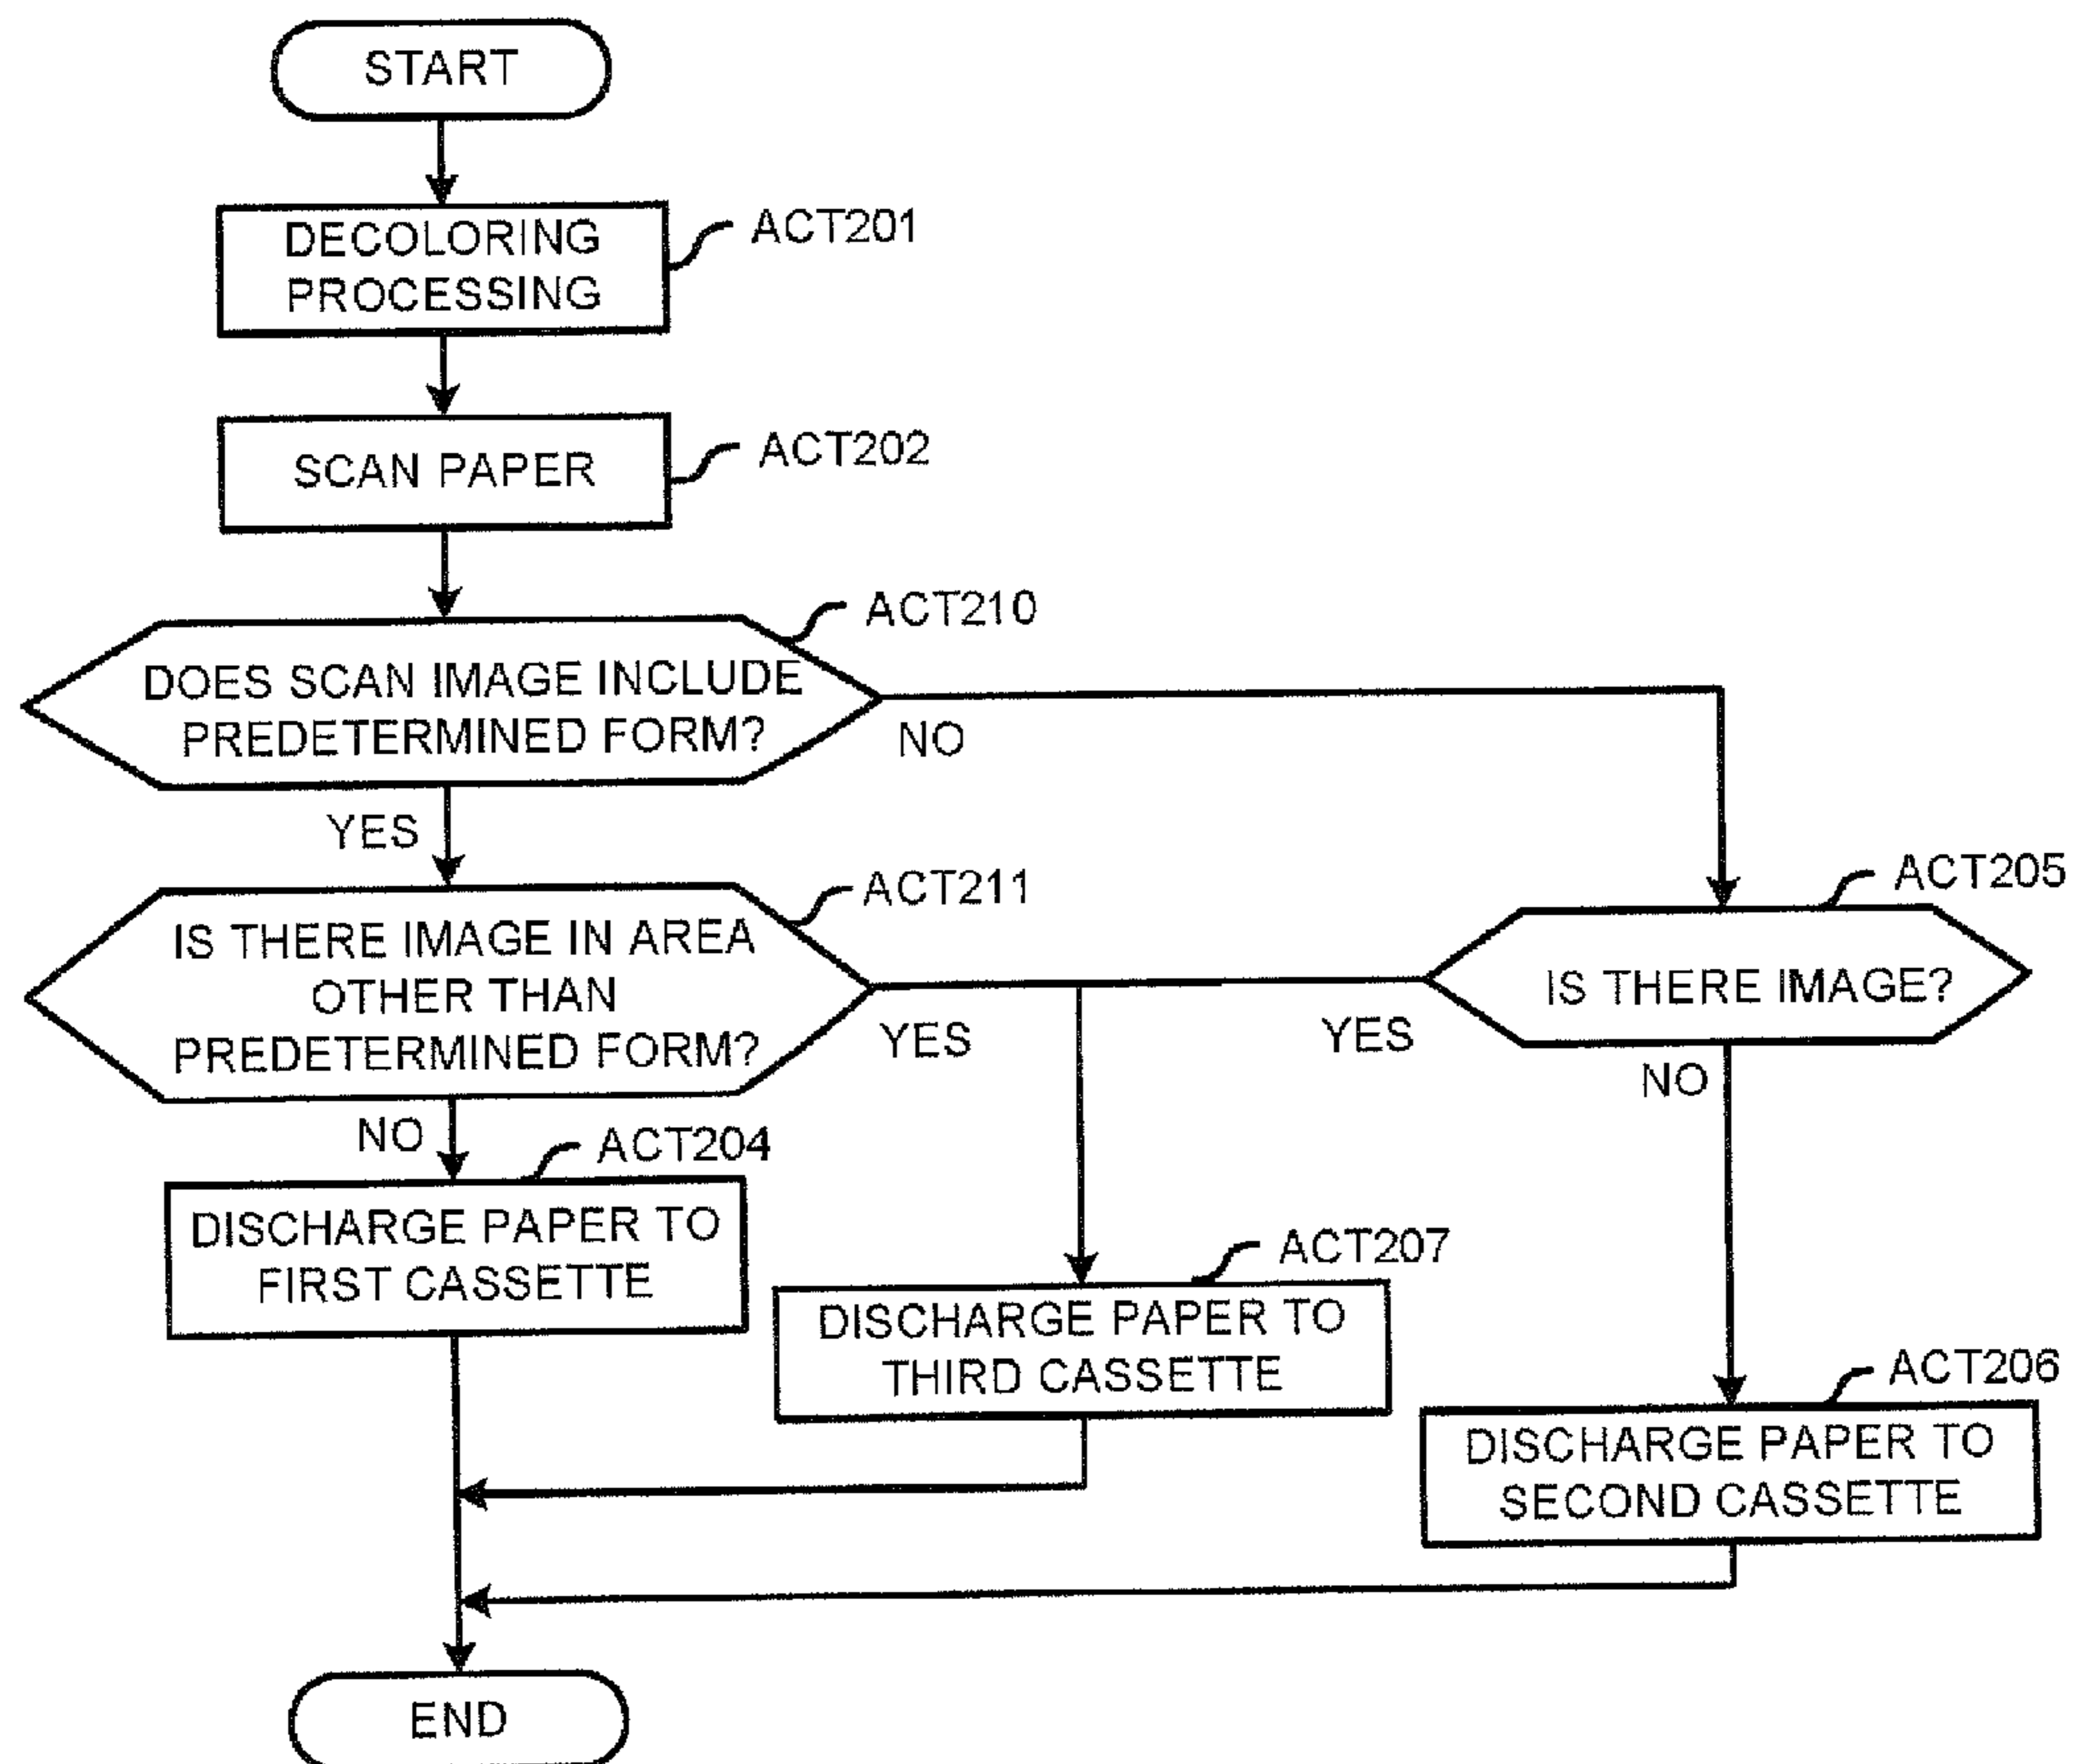 START
DECOLORING
PROCESSING
ACT201
SCAN PAPER
ACT202
ACT210
DOES SCAN IMAGE INCLUDE
PREDETERMINED FORM?
NO
YES
ACT211
IS THERE IMAGE IN AREA
OTHER THAN
PREDETERMINED FORM?
YES
NO
ACT205
IS THERE IMAGE?
YES
NO
ACT204
DISCHARGE PAPER TO
FIRST CASSETTE
ACT207
DISCHARGE PAPER TO
THIRD CASSETTE
ACT206
DISCHARGE PAPER TO
SECOND CASSETTE
END